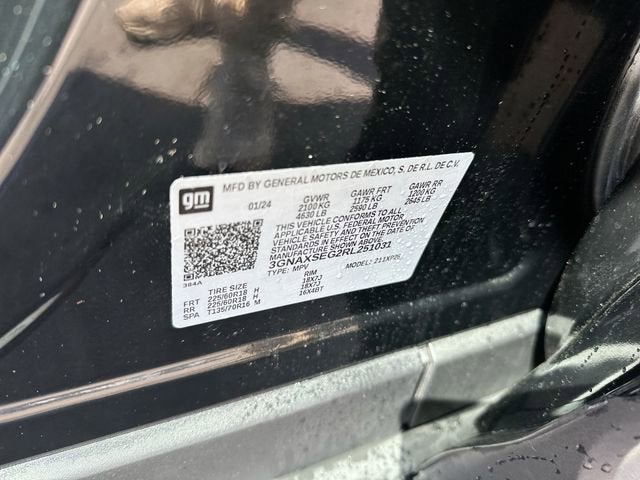 gm MFD BY GENERAL MOTORS DE MEXICO, S. DE R.L. DE C.V.
01/24 GVWR GAWR FRT GAWR RR
2100 KG 1175 KG 1200 KG
4630 LB 2590 LB 2645 LB
THIS VEHICLE CONFORMS TO ALL
APPLICABLE U.S. FEDERAL MOTOR
VEHICLE SAFETY AND THEFT PREVENTION
STANDARDS IN EFFECT ON THE DATE OF
MANUFACTURE SHOWN ABOVE.
3GNAXSEG2RL251031
TYPE: MPV MODEL: 211XP26
384A
TIRE SIZE RIM
FRT 225/60R18 H 18X7J
RR 225/60R18 H 18X7J
SPA T135/70R16 M 16X4BT